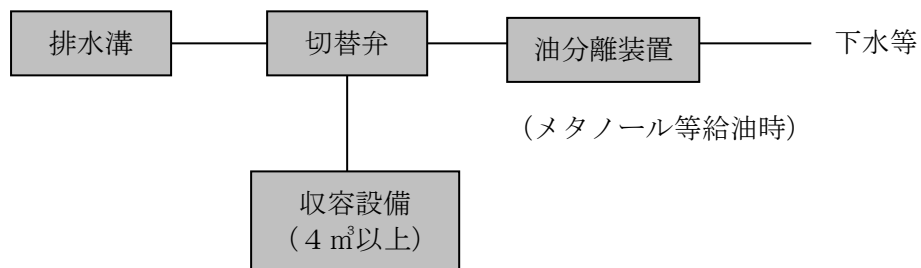 排水溝
切替弁
油分離装置
下水等
（メタノール等給油時）
収容設備
（４㎥以上）